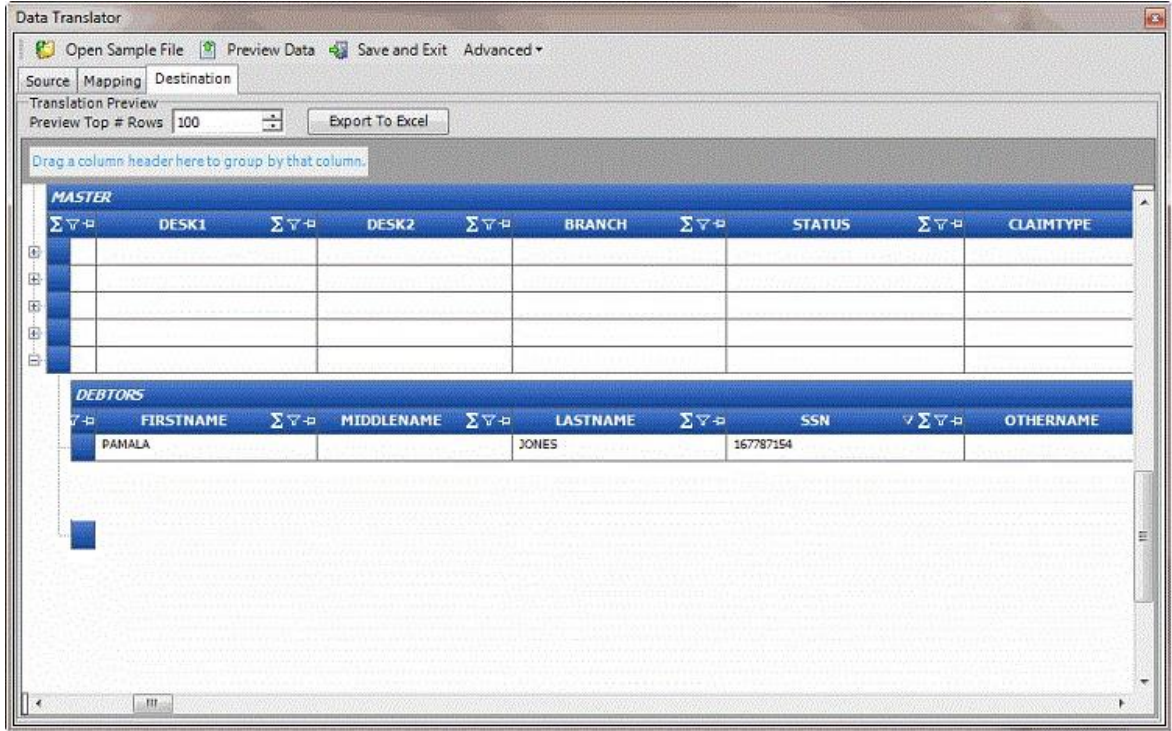 Data Translator
Open Sample File Preview Data Save and Exit Advanced
Source Mapping Destination
Translation Preview
Preview Top # Rows 100 Export To Excel
Drag a column header here to group by that column.
MASTER
DESK1 DESK2 BRANCH STATUS CLAIMTYPE
DEBTORS
FIRSTNAME MIDDLENAME LASTNAME SSN OTHERNAME
PAMALA JONES 167787154